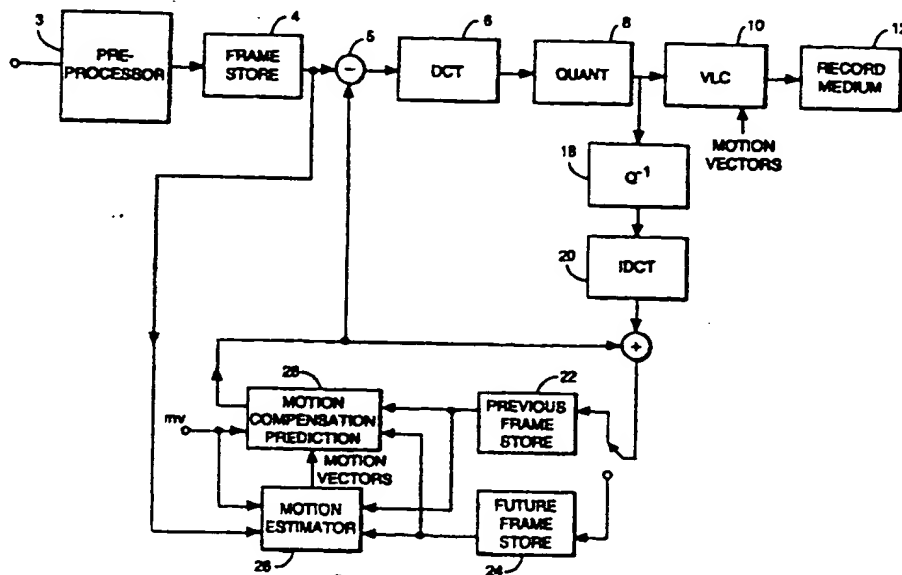 3
PRE-
PROCESSOR
4
FRAME
STORE
5
−
6
DCT
8
QUANT
10
VLC
12
RECORD
MEDIUM
MOTION
VECTORS
18
Q⁻¹
20
IDCT
+
28
MOTION
COMPENSATION
PREDICTION
mv
MOTION
VECTORS
MOTION
ESTIMATOR
26
22
PREVIOUS
FRAME
STORE
FUTURE
FRAME
STORE
24